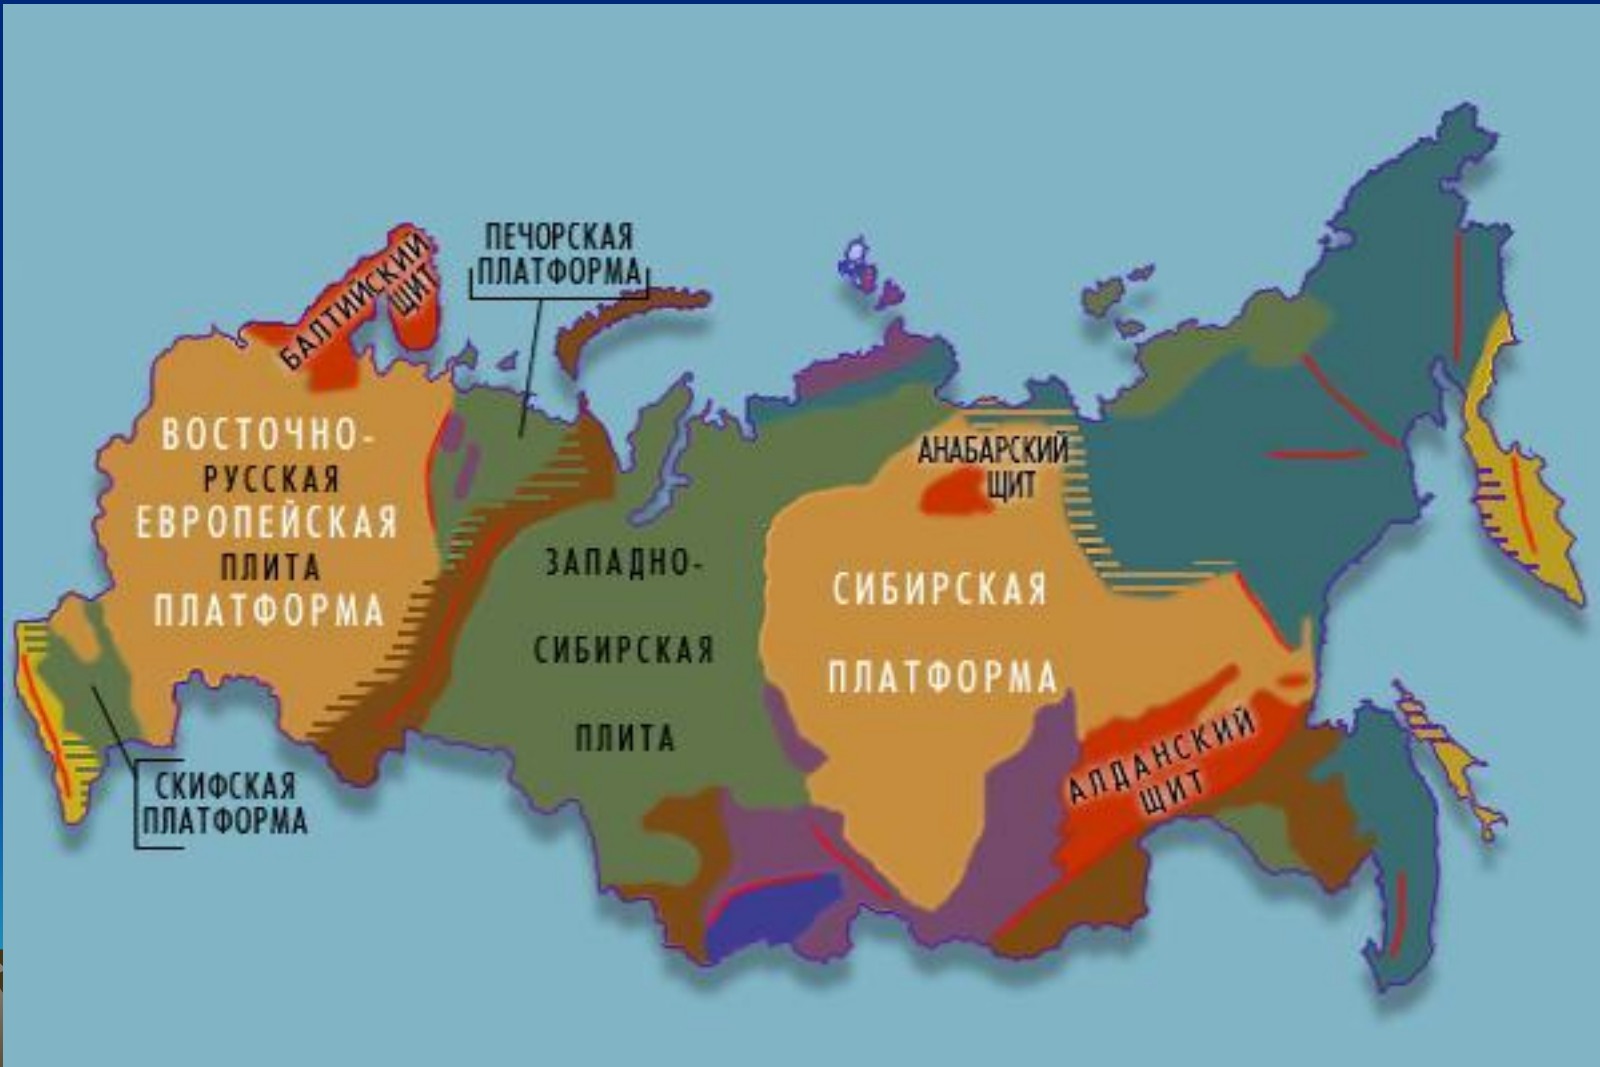 ПЕЧОРСКАЯ
ПЛАТФОРМА
БАЛТИЙСКИЙ
ЩИТ
ВОСТОЧНО-
РУССКАЯ
ЕВРОПЕЙСКАЯ
ПЛИТА
ПЛАТФОРМА
АНАБАРСКИЙ
ЩИТ
ЗАПАДНО-
СИБИРСКАЯ
ПЛИТА
СИБИРСКАЯ
ПЛАТФОРМА
АЛДАНСКИЙ
ЩИТ
СКИФСКАЯ
ПЛАТФОРМА